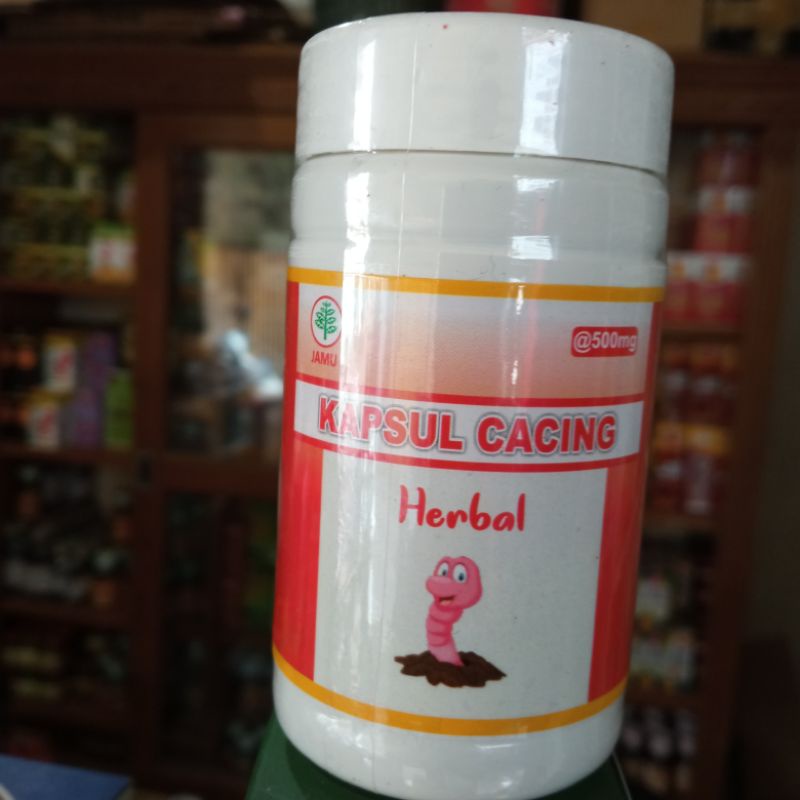 JAMU
@500mg
KAPSUL CACING
Herbal